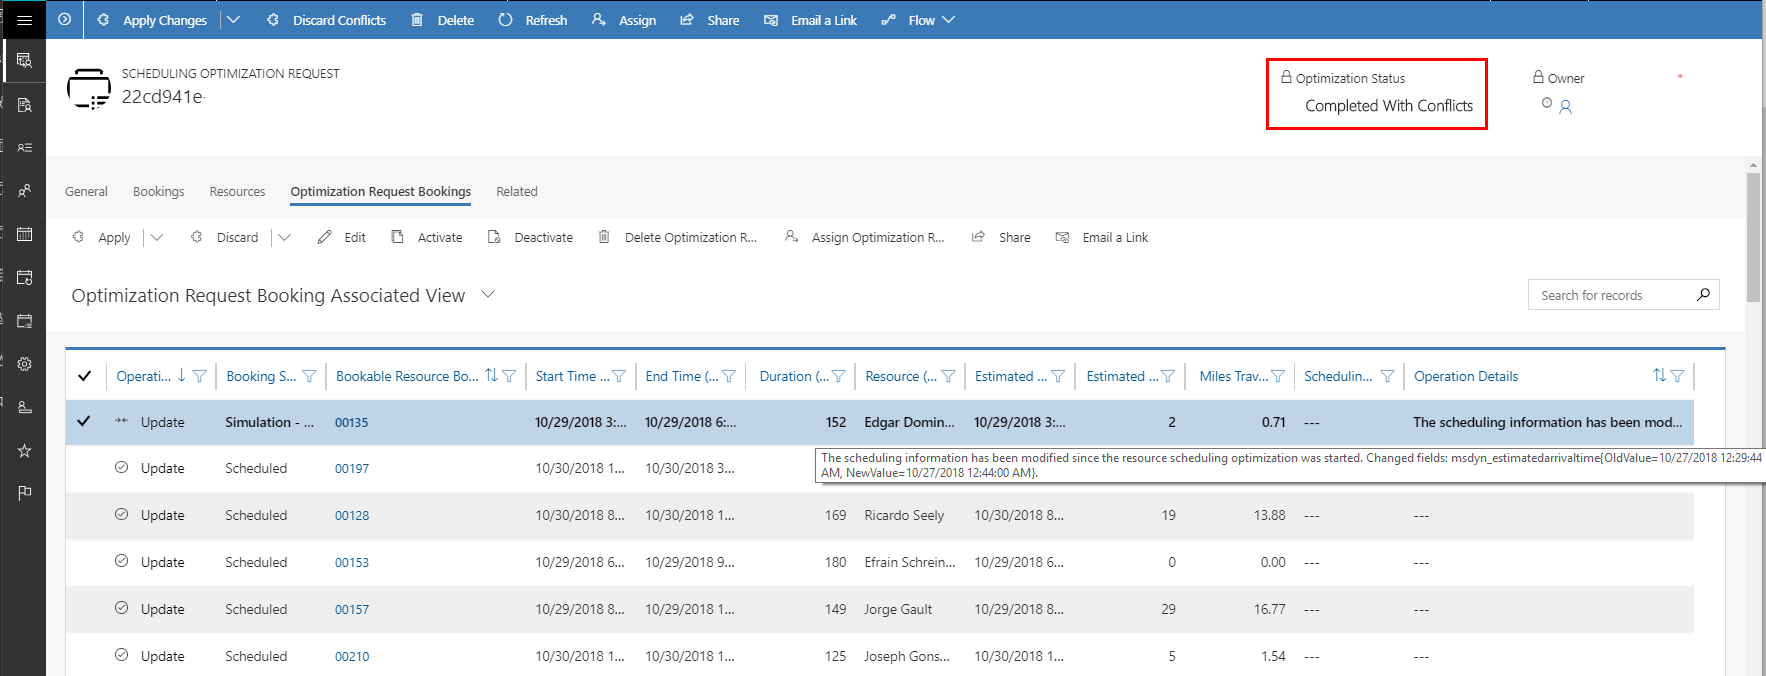 Apply Changes Discard Conflicts Delete Refresh Assign Share Email a Link Flow
SCHEDULING OPTIMIZATION REQUEST
22cd941e
Optimization Status
Completed With Conflicts
Owner *
General Bookings Resources Optimization Request Bookings Related
Apply Discard Edit Activate Deactivate Delete Optimization R... Assign Optimization R... Share Email a Link
Optimization Request Booking Associated View
Search for records
Operati... Booking S... Bookable Resource Bo... Start Time ... End Time (... Duration (... Resource (... Estimated ... Estimated ... Miles Trav... Schedulin... Operation Details
Update Simulation - ... 00135 10/29/2018 3:... 10/29/2018 6:... 152 Edgar Domin... 10/29/2018 3:... 2 0.71 --- The scheduling information has been mod...
The scheduling information has been modified since the resource scheduling optimization was started. Changed fields: msdyn_estimatedarrivaltime{OldValue=10/27/2018 12:29:44
AM, NewValue=10/27/2018 12:44:00 AM}.
Update Scheduled 00197 10/30/2018 1... 10/30/2018 3...
Update Scheduled 00128 10/30/2018 8... 10/30/2018 1... 169 Ricardo Seely 10/30/2018 8... 19 13.88 --- ---
Update Scheduled 00153 10/29/2018 6... 10/29/2018 9... 180 Efrain Schrein... 10/29/2018 6... 0 0.00 --- ---
Update Scheduled 00157 10/29/2018 8... 10/29/2018 1... 149 Jorge Gault 10/29/2018 8... 29 16.77 --- ---
Update Scheduled 00210 10/30/2018 1... 10/30/2018 1... 125 Joseph Gons... 10/30/2018 1... 5 1.54 --- ---